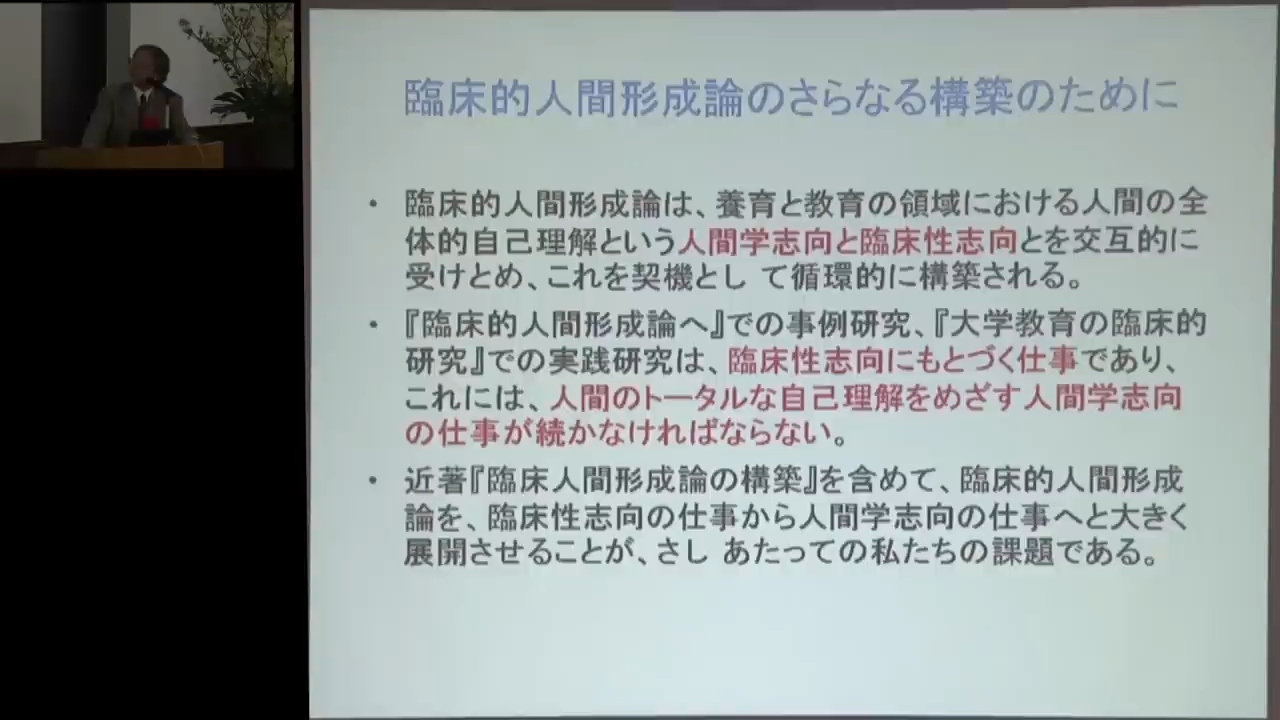 臨床的人間形成論のさらなる構築のために
・ 臨床的人間形成論は、養育と教育の領域における人間の全
体的自己理解という人間学志向と臨床性志向とを交互的に
受けとめ、これを契機とし て循環的に構築される。
・ 『臨床的人間形成論へ』での事例研究、『大学教育の臨床的
研究』での実践研究は、臨床性志向にもとづく仕事であり、
これには、人間のトータルな自己理解をめざす人間学志向
の仕事が続かなければならない。
・ 近著『臨床人間形成論の構築』を含めて、臨床的人間形成
論を、臨床性志向の仕事から人間学志向の仕事へと大きく
展開させることが、さし あたっての私たちの課題である。